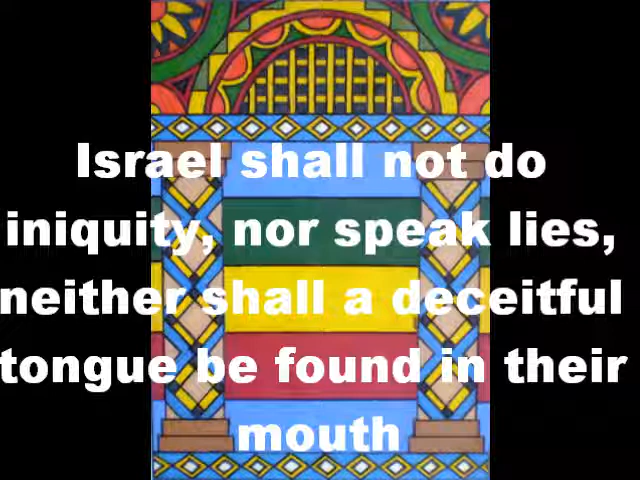 Israel shall not do
iniquity, nor speak lies,
neither shall a deceitful
tongue be found in their
mouth